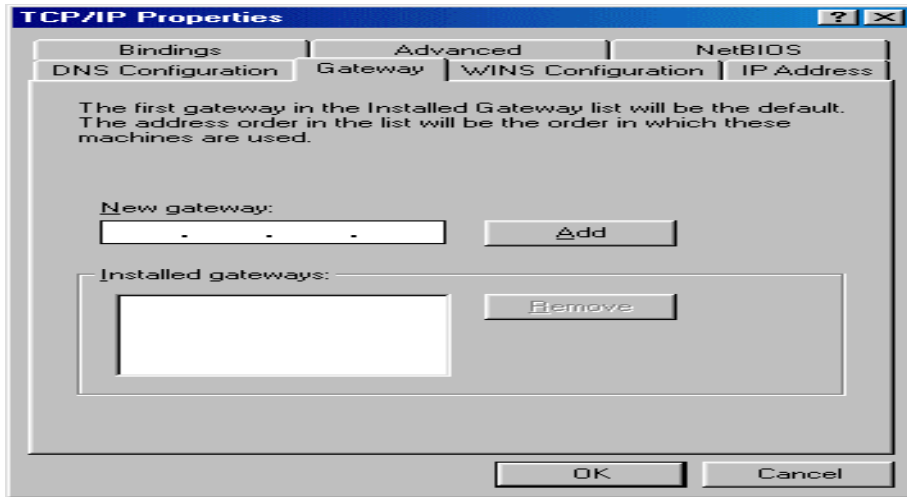 TCP/IP Properties
Bindings
Advanced
NetBIOS
DNS Configuration
Gateway
WINS Configuration
IP Address
The first gateway in the Installed Gateway list will be the default.
The address order in the list will be the order in which these
machines are used.
New gateway:
. . .
Add
Installed gateways:
Remove
OK
Cancel